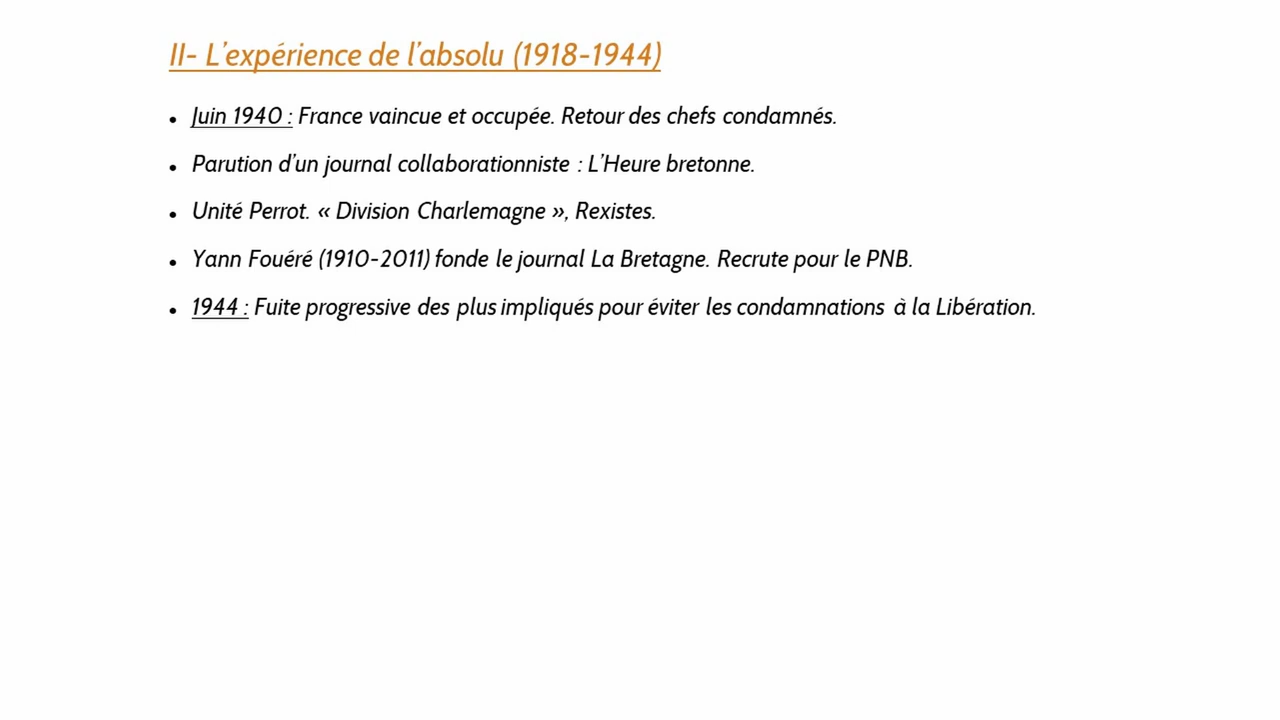 II- L'expérience de l'absolu (1918-1944)
• Juin 1940 : France vaincue et occupée. Retour des chefs condamnés.
• Parution d'un journal collaborationniste : L'Heure bretonne.
• Unité Perrot. « Division Charlemagne », Rexistes.
• Yann Fouéré (1910-2011) fonde le journal La Bretagne. Recrute pour le PNB.
• 1944 : Fuite progressive des plus impliqués pour éviter les condamnations à la Libération.